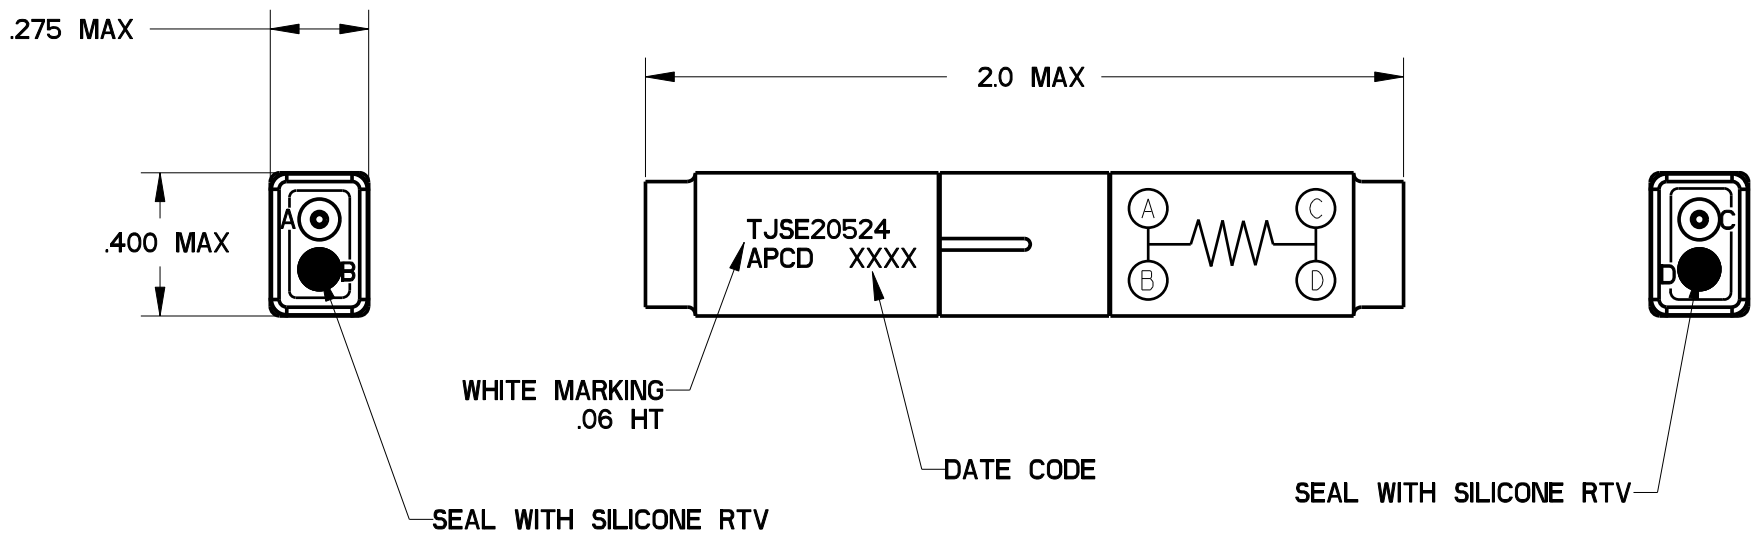 .275 MAX
2.0 MAX
.400 MAX
A
B
TJSE20524
APCD XXXX
A
C
B
D
C
D
WHITE MARKING
.06 HT
DATE CODE
SEAL WITH SILICONE RTV
SEAL WITH SILICONE RTV